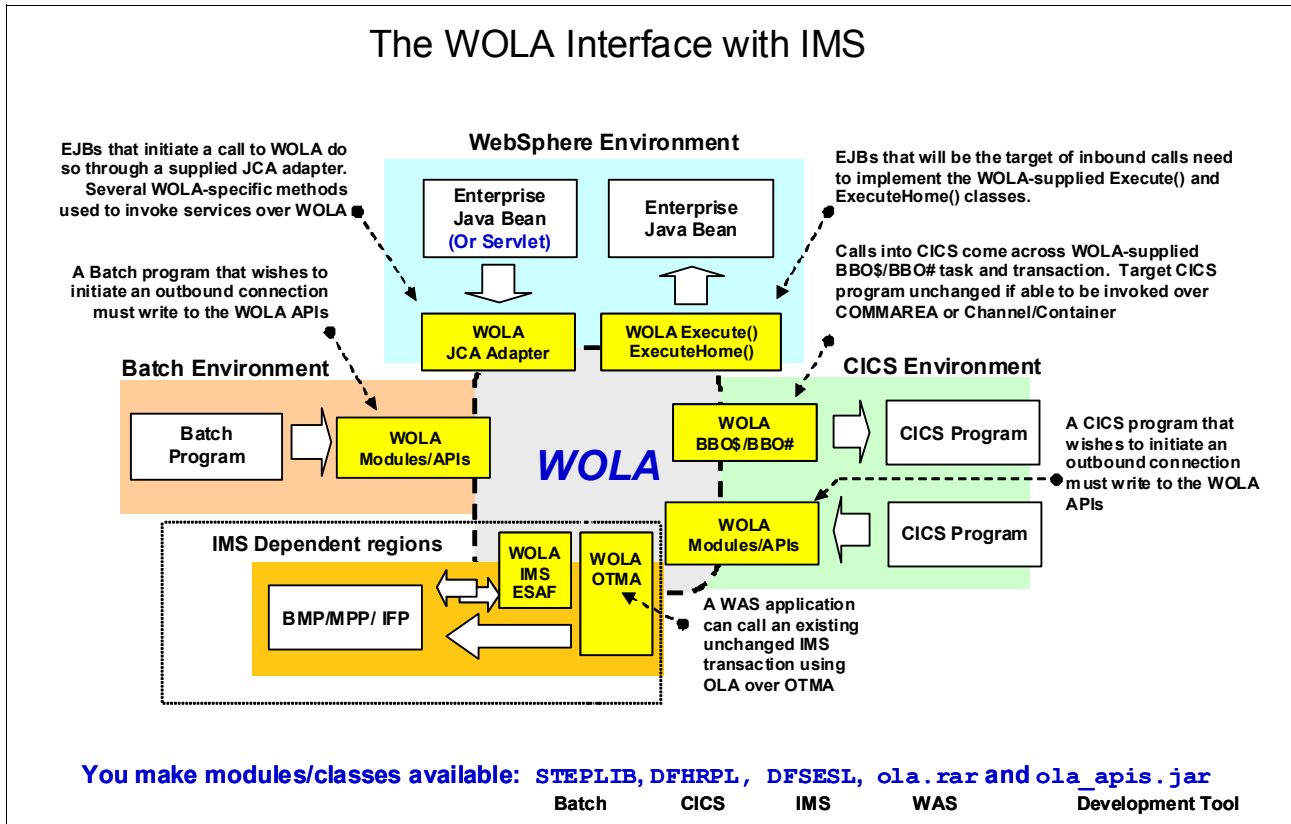 The WOLA Interface with IMS
EJBs that initiate a call to WOLA do
so through a supplied JCA adapter.
Several WOLA-specific methods
used to invoke services over WOLA
WebSphere Environment
EJBs that will be the target of inbound calls need
to implement the WOLA-supplied Execute() and
ExecuteHome() classes.
Enterprise
Java Bean
(Or Servlet)
Enterprise
Java Bean
A Batch program that wishes to
initiate an outbound connection
must write to the WOLA APIs
Calls into CICS come across WOLA-supplied
BBO$/BBO# task and transaction. Target CICS
program unchanged if able to be invoked over
COMMAREA or Channel/Container
WOLA
JCA Adapter
WOLA Execute()
ExecuteHome()
Batch Environment
CICS Environment
Batch
Program
WOLA
Modules/APIs
WOLA
WOLA
BBO$/BBO#
CICS Program
A CICS program that
wishes to initiate an
outbound connection
must write to the WOLA
APIs
WOLA
Modules/APIs
CICS Program
IMS Dependent regions
WOLA
IMS
ESAF
WOLA
OTMA
BMP/MPP/ IFP
A WAS application
can call an existing
unchanged IMS
transaction using
OLA over OTMA
You make modules/classes available: STEPLIB, DFHRPL, DFSESL, ola.rar and ola_apis.jar
Batch CICS IMS WAS Development Tool